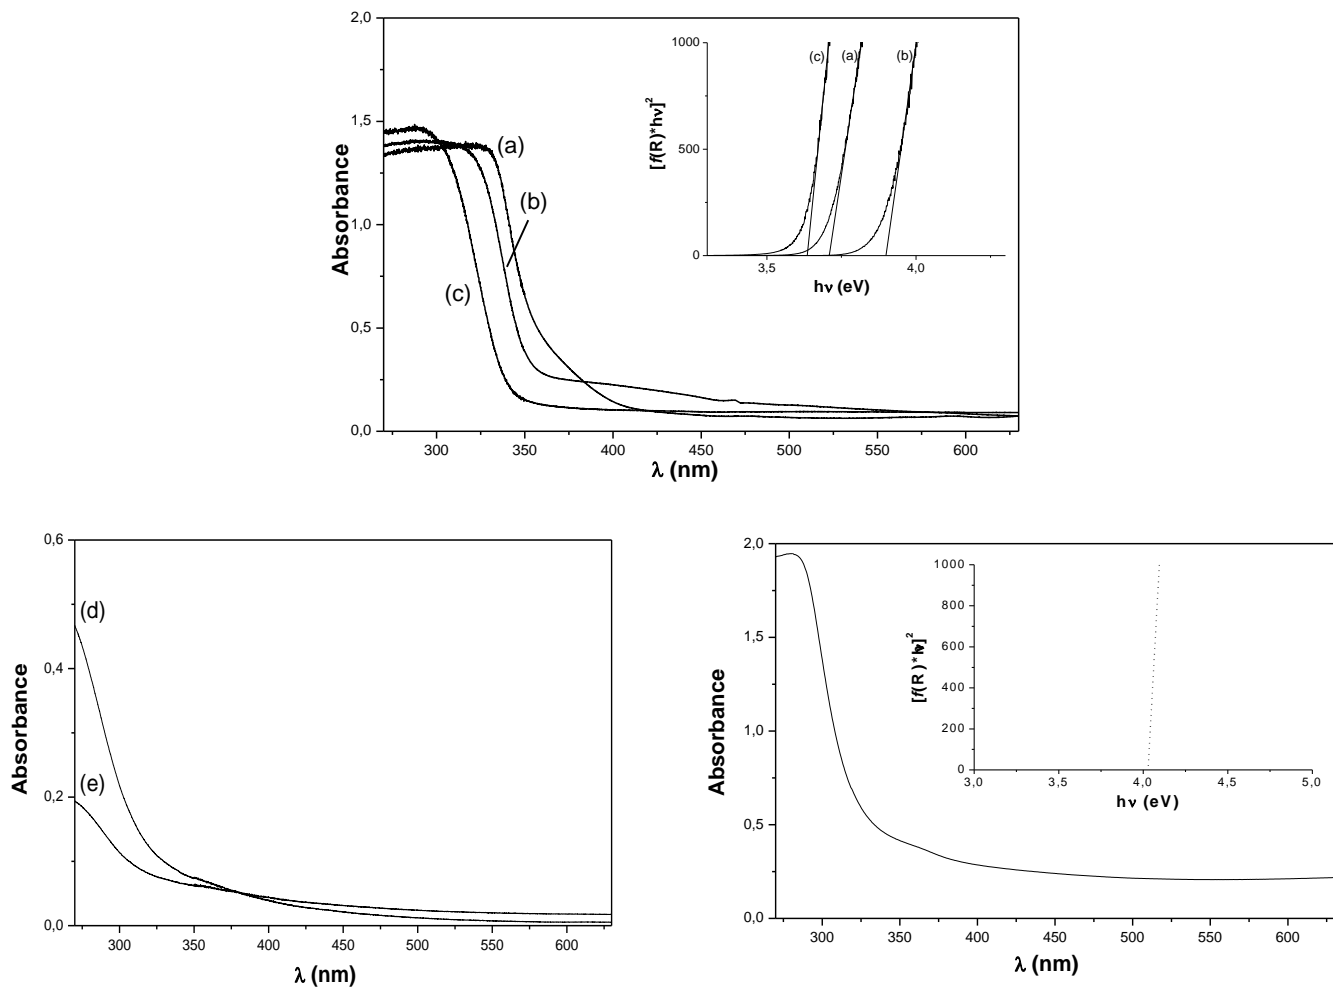 2,0
1,5
1,0
0,5
0,0
Absorbance
300 350 400 450 500 550 600
λ (nm)
(a)
(b)
(c)
1000
500
0
[f(R)*hν]²
(c) (a) (b)
3,5 4,0
hν (eV)
0,6
0,4
0,2
0,0
Absorbance
(d)
(e)
300 350 400 450 500 550 600
λ (nm)
2,0
1,5
1,0
0,5
0,0
Absorbance
300 350 400 450 500 550 600
λ (nm)
1000
800
600
400
200
0
[f(R)*hν]²
3,0 3,5 4,0 4,5 5,0
hν (eV)